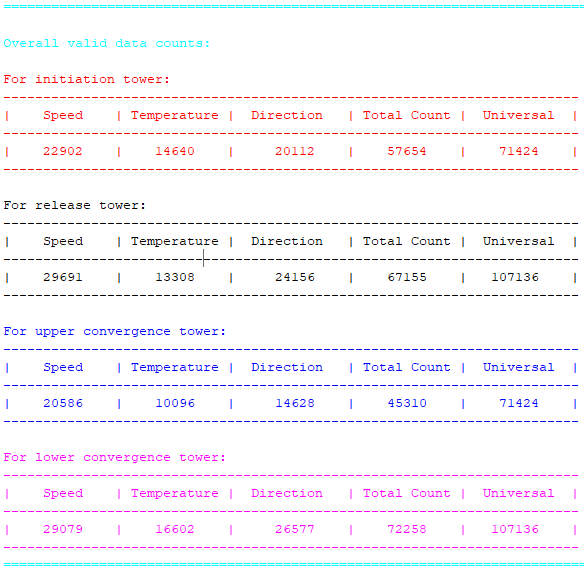 =========================================================================
Overall valid data counts:
For initiation tower:
------------------------------------------------------------------------
|    Speed    | Temperature |  Direction   | Total Count |  Universal  |
------------------------------------------------------------------------
|    22902    |    14640    |     20112    |    57654    |    71424    |
------------------------------------------------------------------------
For release tower:
------------------------------------------------------------------------
|    Speed    | Temperature |  Direction   | Total Count |  Universal  |
------------------------------------------------------------------------
|    29691    |    13308    |     24156    |    67155    |   107136    |
------------------------------------------------------------------------
For upper convergence tower:
------------------------------------------------------------------------
|    Speed    | Temperature |  Direction   | Total Count |  Universal  |
------------------------------------------------------------------------
|    20586    |    10096    |     14628    |    45310    |    71424    |
------------------------------------------------------------------------
For lower convergence tower:
------------------------------------------------------------------------
|    Speed    | Temperature |  Direction   | Total Count |  Universal  |
------------------------------------------------------------------------
|    29079    |    16602    |     26577    |    72258    |   107136    |
------------------------------------------------------------------------
=========================================================================